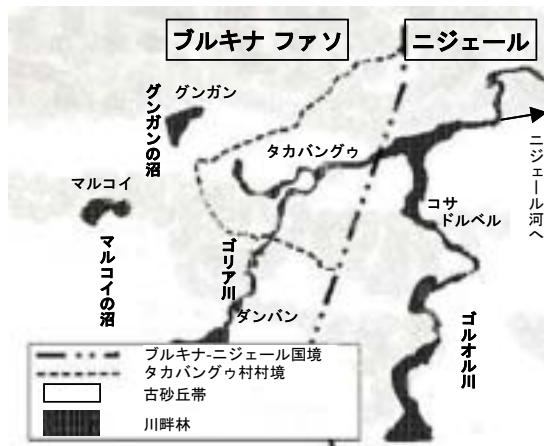 ブルキナ ファソ
ニジェール
グンガン
グンガンの沼
タカバングゥ
マルコイ
マルコイの沼
ゴリア川
ダンバン
コサ
ドルベル
ニジェール河へ
ゴルオル川
ブルキナ-ニジェール国境
タカバングゥ村村境
古砂丘帯
川畔林